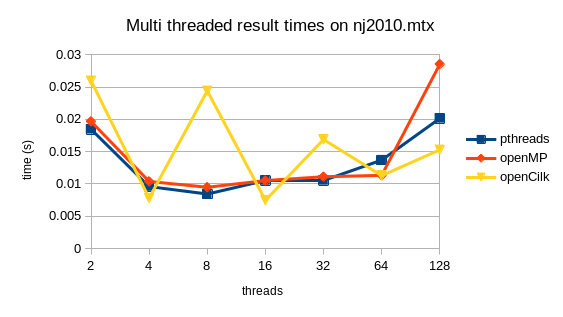 Multi threaded result times on nj2010.mtx
0.03
0.025
0.02
0.015
0.01
0.005
0
time (s)
2 4 8 16 32 64 128
threads
pthreads
openMP
openCilk